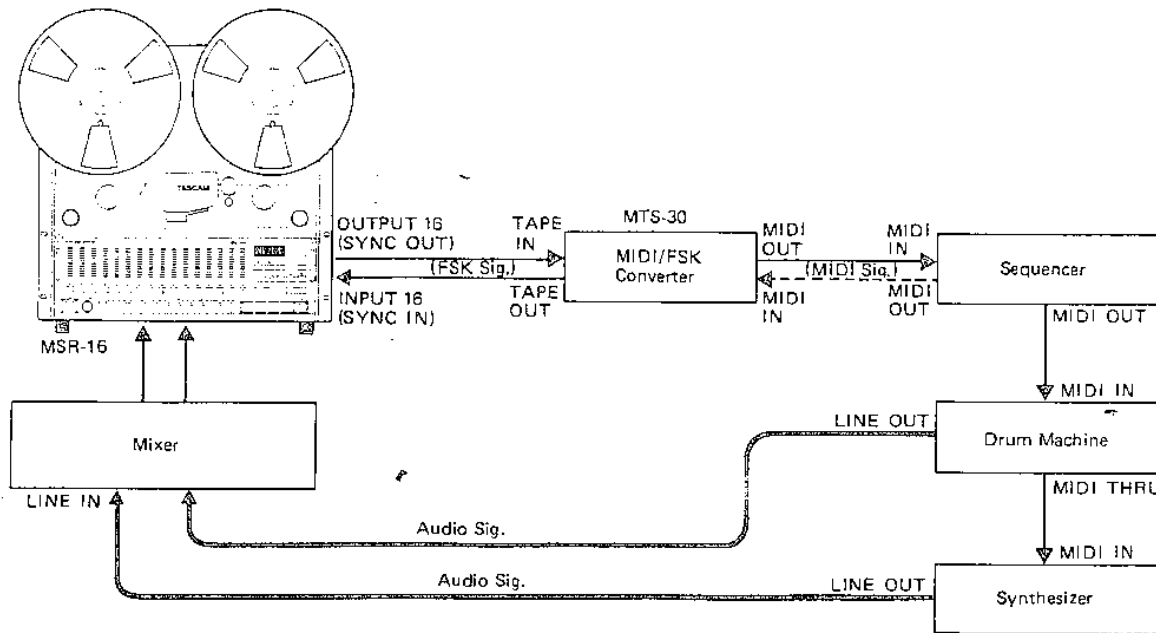 TASCAM
OUTPUT 16
(SYNC OUT)
TAPE
IN
MTS-30
MIDI
OUT
MIDI
IN
MIDI/FSK
Converter
Sequencer
(FSK Sig.)
(MIDI Sig.)
INPUT 16
(SYNC IN)
TAPE
OUT
MIDI
IN
MIDI
OUT
MIDI OUT
MSR-16
MIDI IN
Mixer
LINE OUT
Drum Machine
LINE IN
MIDI THRU
Audio Sig.
MIDI IN
Audio Sig.
LINE OUT
Synthesizer